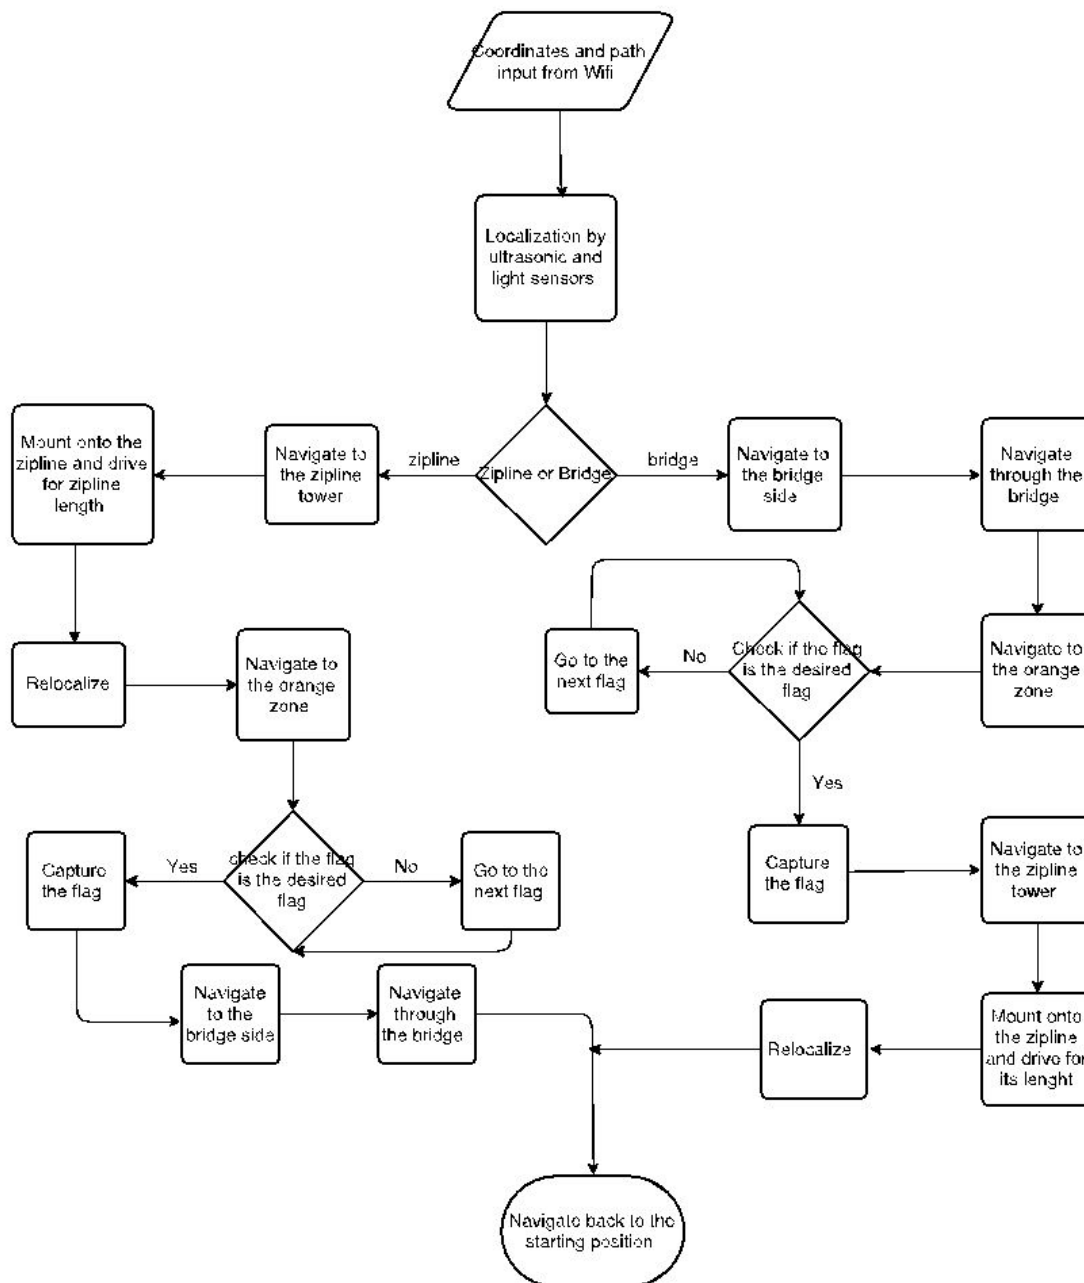 Coordinates and path
input from Wifi
Localization by
ultrasonic and
light sensors
Mount onto the
zipline and drive
for zipline
length
Navigate to
the zipline
tower
zipline
Zipline or Bridge
bridge
Navigate to
the bridge
side
Navigate
through the
bridge
Relocalize
Navigate to
the orange
zone
Go to the
next flag
No
Check if the flag
is the desired
flag
Navigate to
the orange
zone
Yes
Capture
the flag
Yes
check if the flag
is the desired
flag
No
Go to the
next flag
Capture
the flag
Navigate to
the zipline
tower
Navigate
to the
bridge side
Navigate
through
the bridge
Relocalize
Mount onto
the zipline
and drive for
its lenght
Navigate back to the
starting position